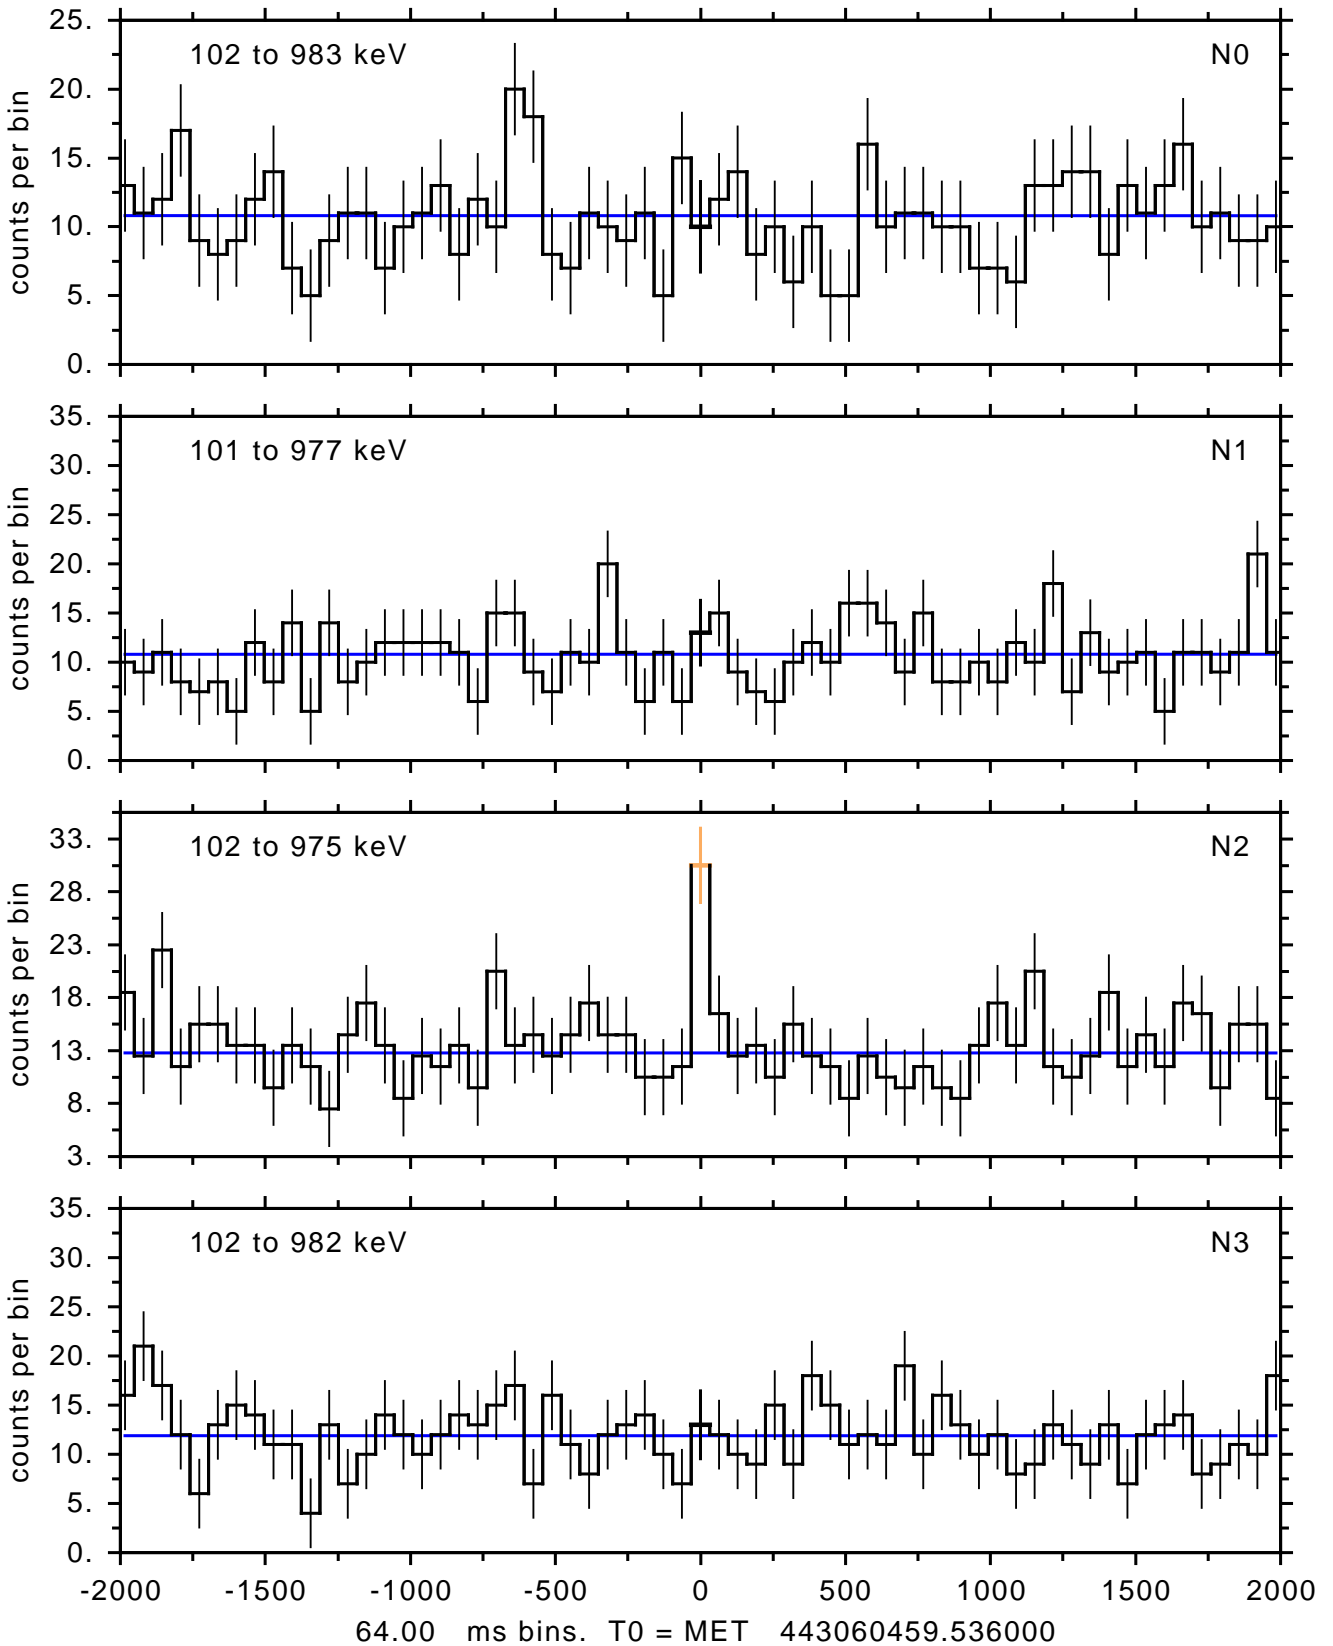 25.
20.
15.
10.
5.
0.
counts per bin
102 to 983 keV
N0
35.
30.
25.
20.
15.
10.
5.
0.
counts per bin
101 to 977 keV
N1
33.
28.
23.
18.
13.
8.
3.
counts per bin
102 to 975 keV
N2
35.
30.
25.
20.
15.
10.
5.
0.
counts per bin
102 to 982 keV
N3
-2000 -1500 -1000 -500 0 500 1000 1500 2000
64.00 ms bins. T0 = MET 443060459.536000